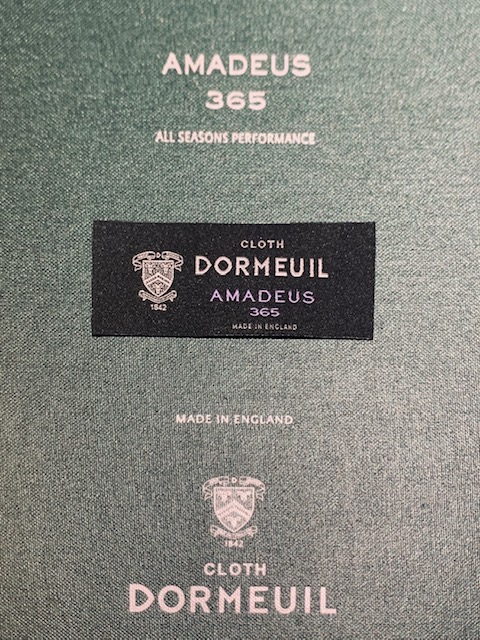 AMADEUS
365
ALL SEASONS PERFORMANCE
CLOTH
DORMEUIL
AMADEUS
365
MADE IN ENGLAND
1842
MADE IN ENGLAND
1842
CLOTH
DORMEUIL